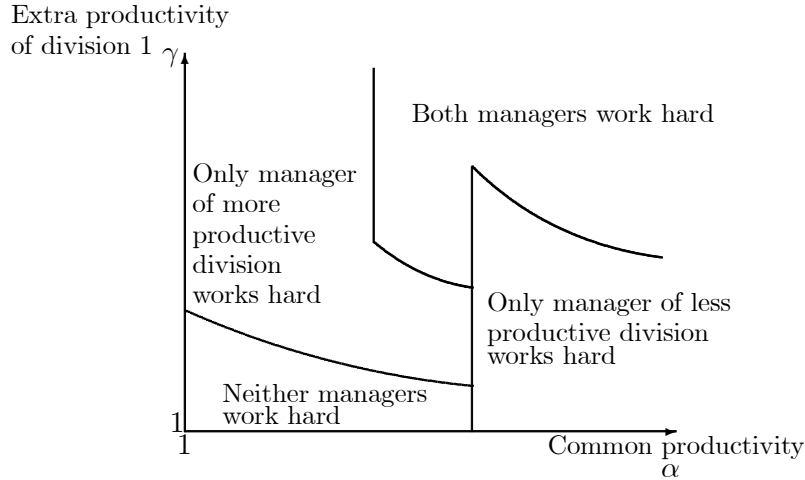 Extra productivity
of division 1 γ
Both managers work hard
Only manager
of more
productive
division
works hard
Only manager of less
productive division
works hard
Neither managers
work hard
1
1
Common productivity
α